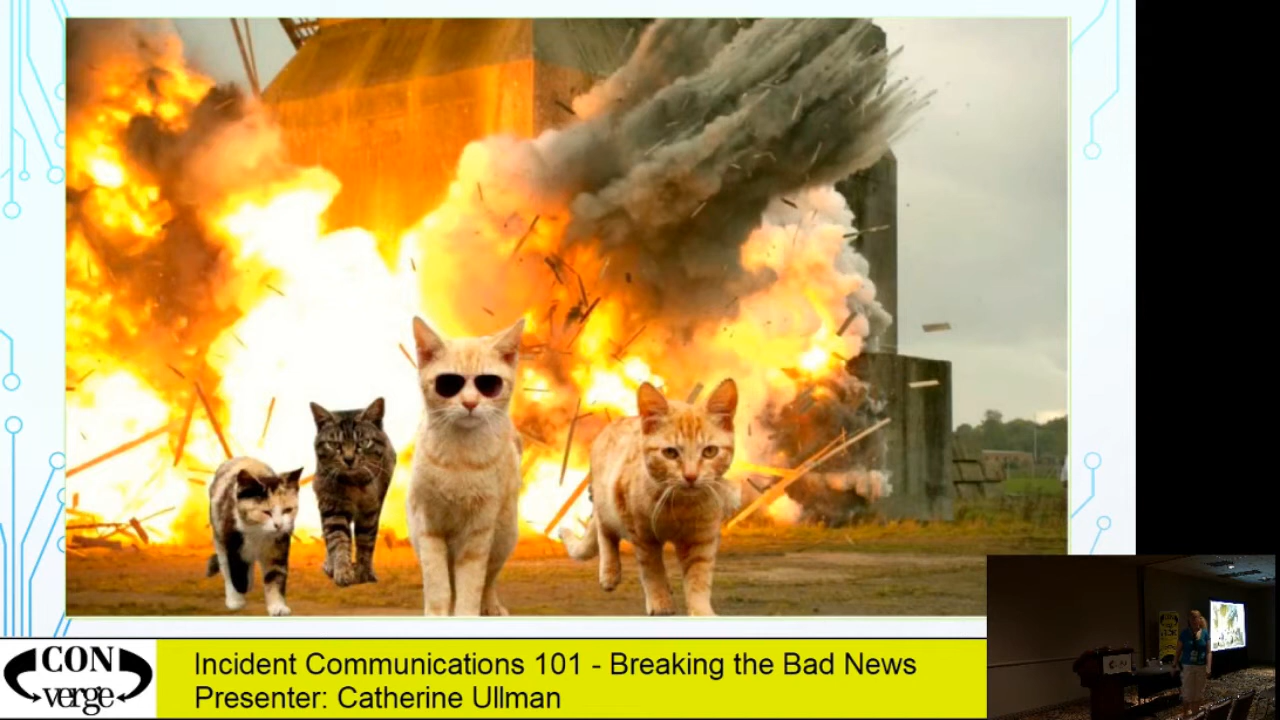 CON
verge
Incident Communications 101 - Breaking the Bad News
Presenter: Catherine Ullman